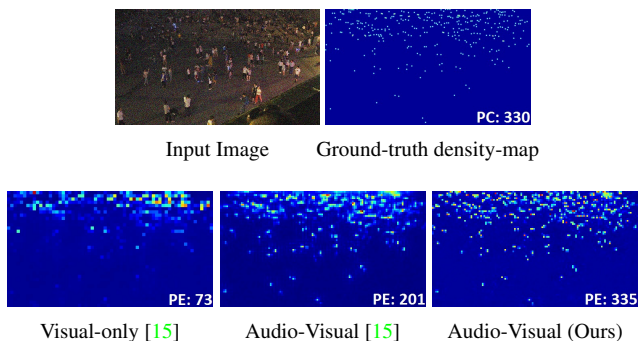 PC: 330
Input Image
Ground-truth density-map
PE: 73
PE: 201
PE: 335
Visual-only [15]
Audio-Visual [15]
Audio-Visual (Ours)